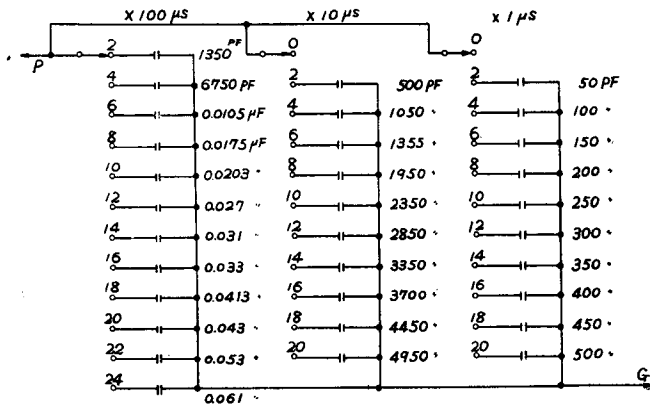 x 100 µs x 10 µs x 1 µs
P 2 1350 PF 0 0
4 6750 PF 2 500 PF 2 50 PF
6 0.0105 µF 4 1050 " 4 100 "
8 0.0175 µF 6 1355 " 6 150 "
10 0.0203 " 8 1950 " 8 200 "
12 0.027 " 10 2350 " 10 250 "
14 0.031 " 12 2850 " 12 300 "
16 0.033 " 14 3350 " 14 350 "
18 0.0413 " 16 3700 " 16 400 "
20 0.043 " 18 4450 " 18 450 "
22 0.053 " 20 4950 " 20 500 "
24 0.061 " G